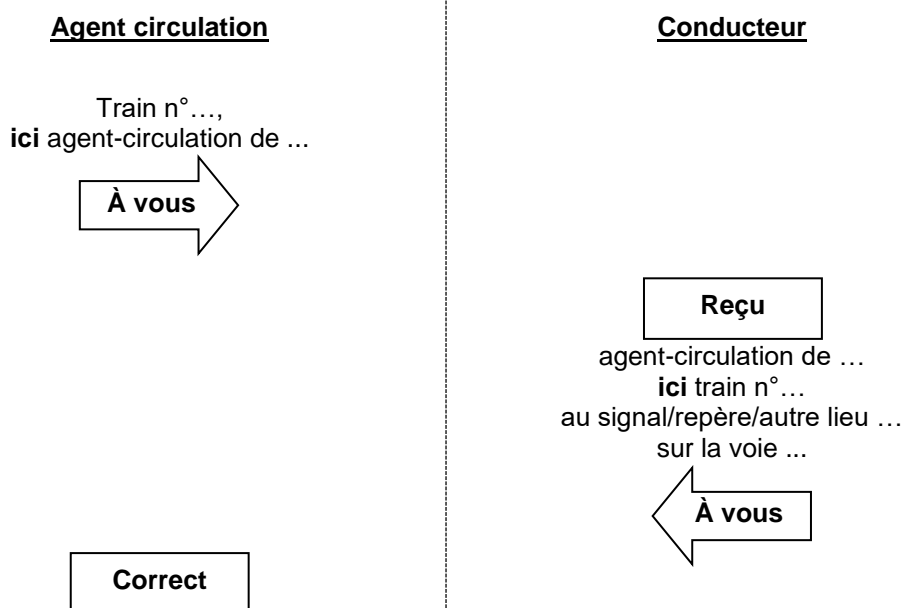 Agent circulation
Conducteur
Train n°…,
ici agent-circulation de ...
À vous
Reçu
agent-circulation de …
ici train n°…
au signal/repère/autre lieu …
sur la voie ...
À vous
Correct